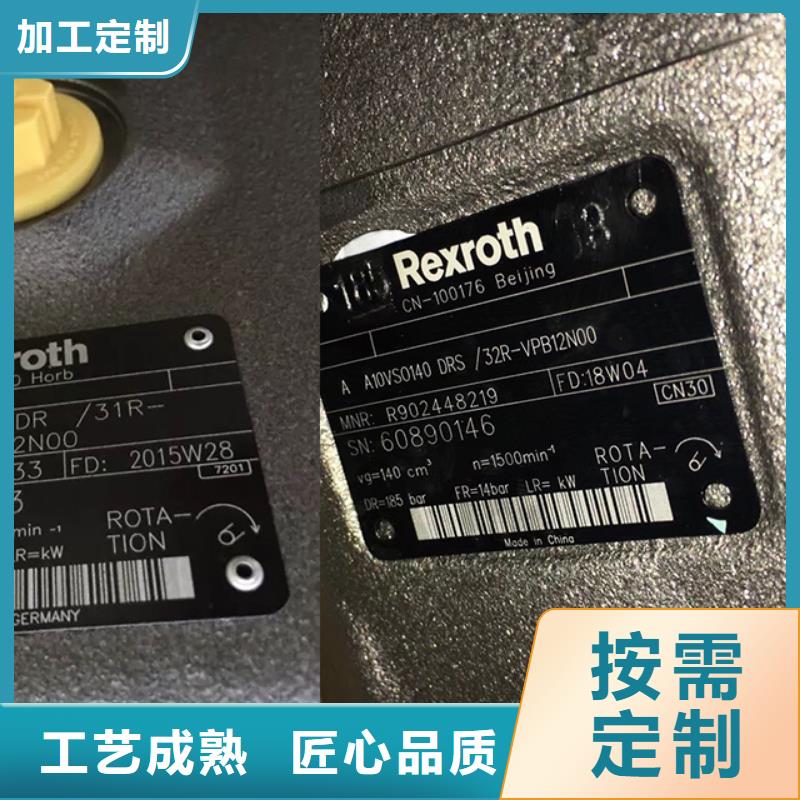 加工定制
roth
Horb
DR /31R-
2N00
33 FD: 2015W28
7201
3
min -1 ROTA-
TION
R=kW
GERMANY
185 Rexroth 18
CN-100176 Beijing
A A10VSO140 DRS /32R-VPB12N00
MNR: R902448219 FD:18W04
SN: 60890146 CN30
vg=140 cm³ n=1500min⁻¹ ROTA-
TION
DR=185 bar FR=14bar LR= kW
Made in China
按需
定制
工艺成熟 匠心品质